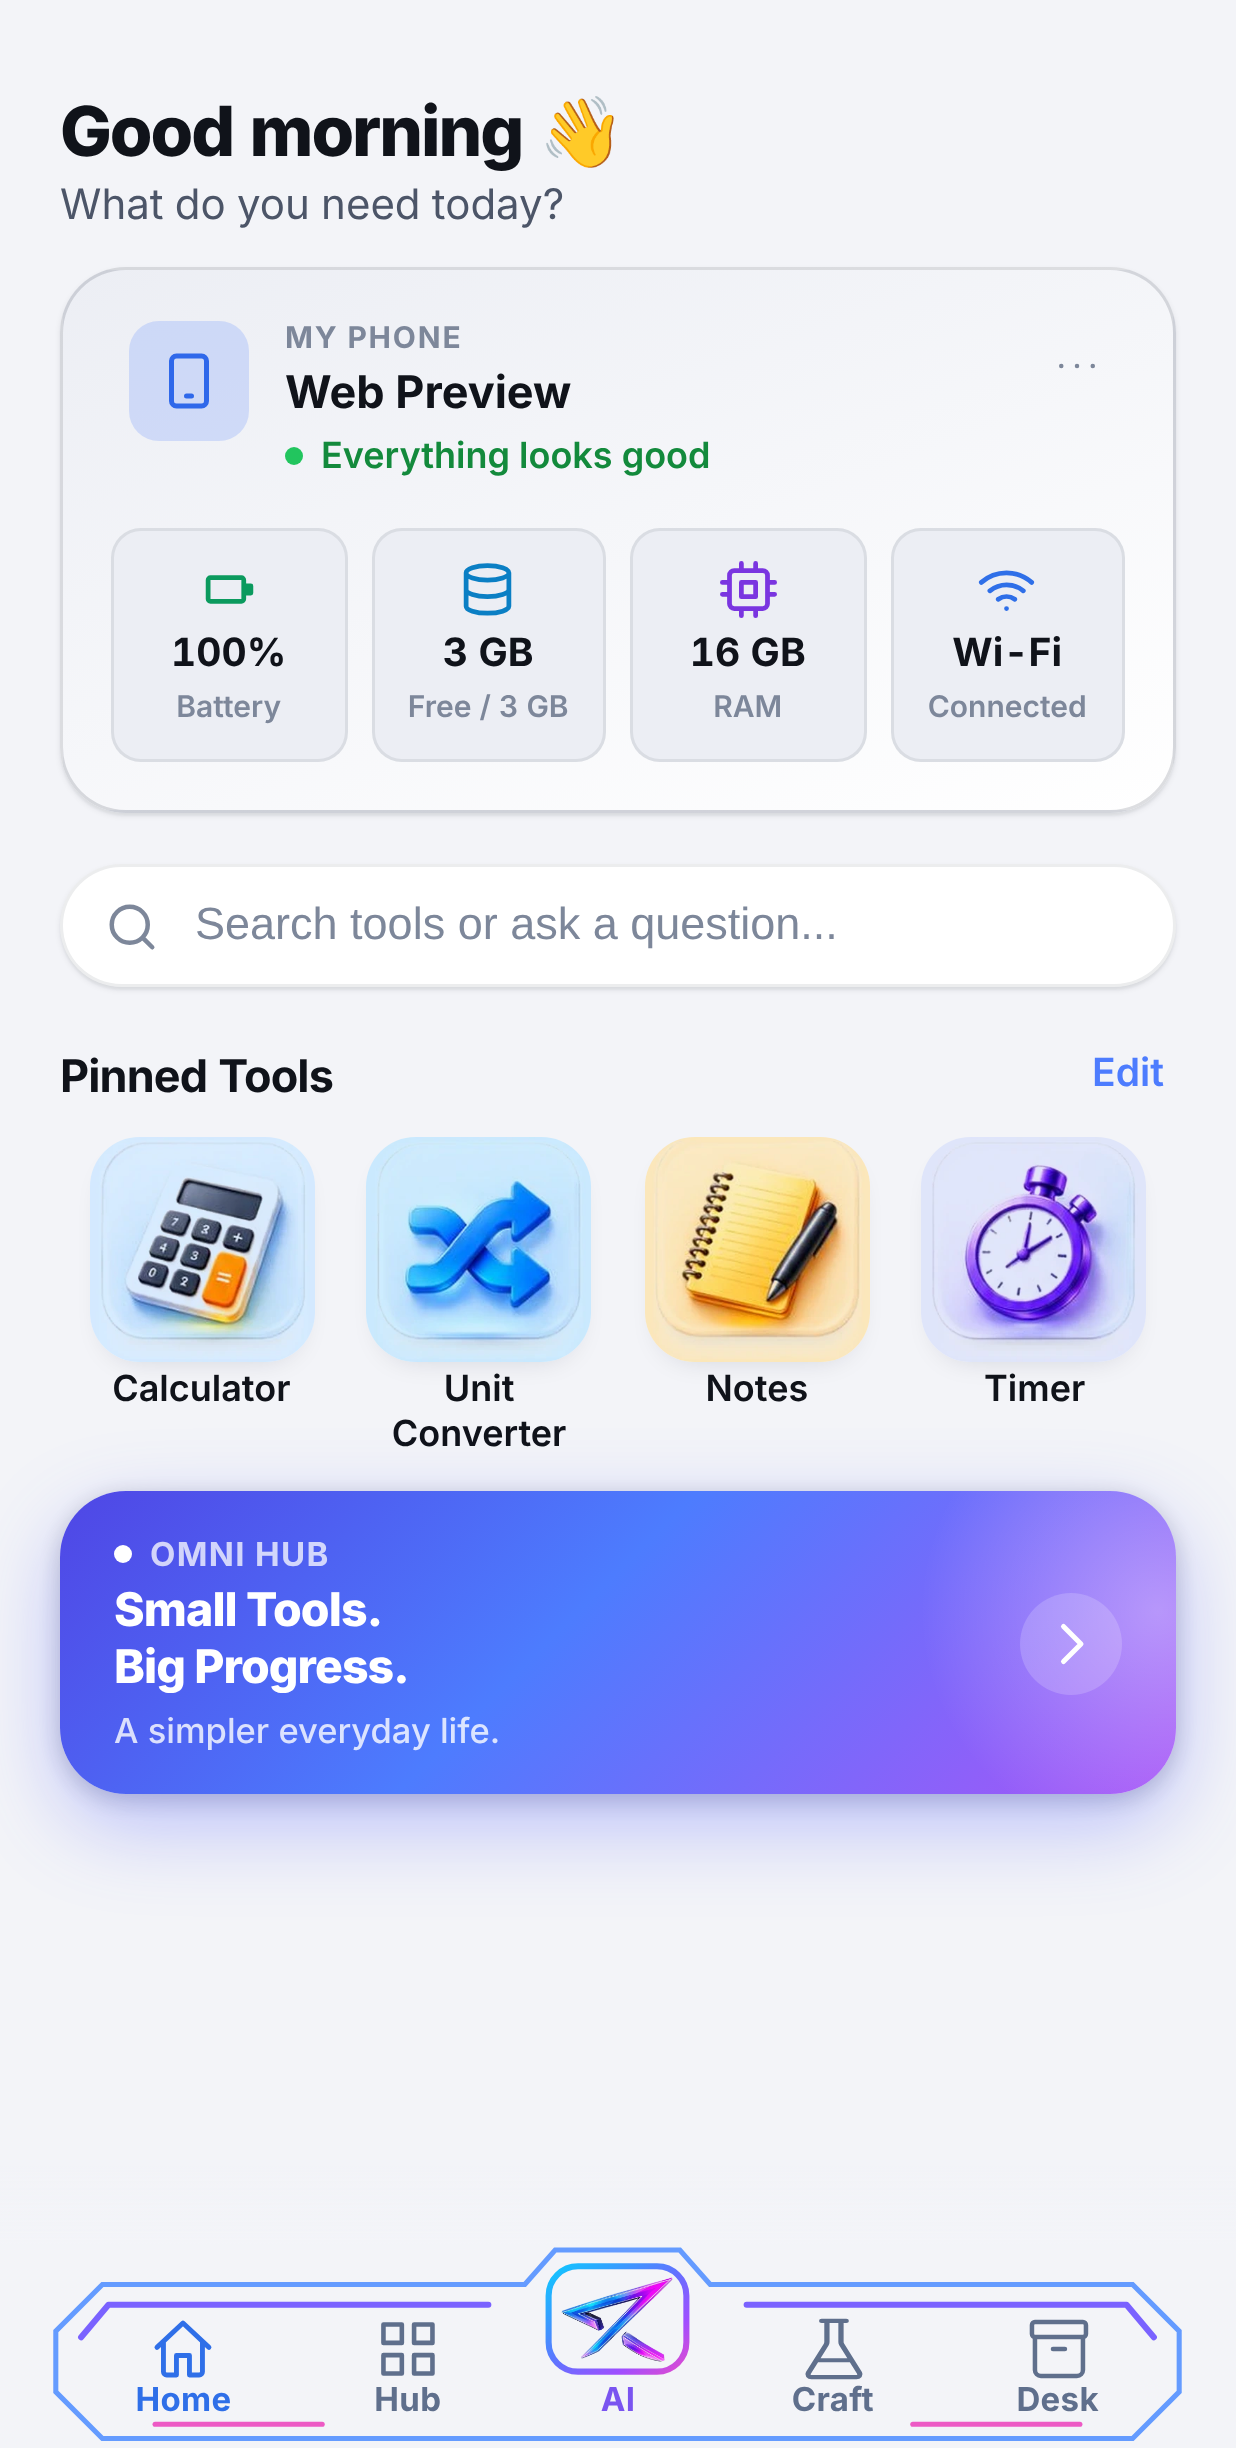 Good morning 👋
What do you need today?
MY PHONE
Web Preview
...
Everything looks good
100%
Battery
3 GB
Free / 3 GB
16 GB
RAM
Wi-Fi
Connected
Search tools or ask a question...
Pinned Tools
Edit
Calculator
Unit
Converter
Notes
Timer
OMNI HUB
Small Tools.
Big Progress.
A simpler everyday life.
Home
Hub
AI
Craft
Desk